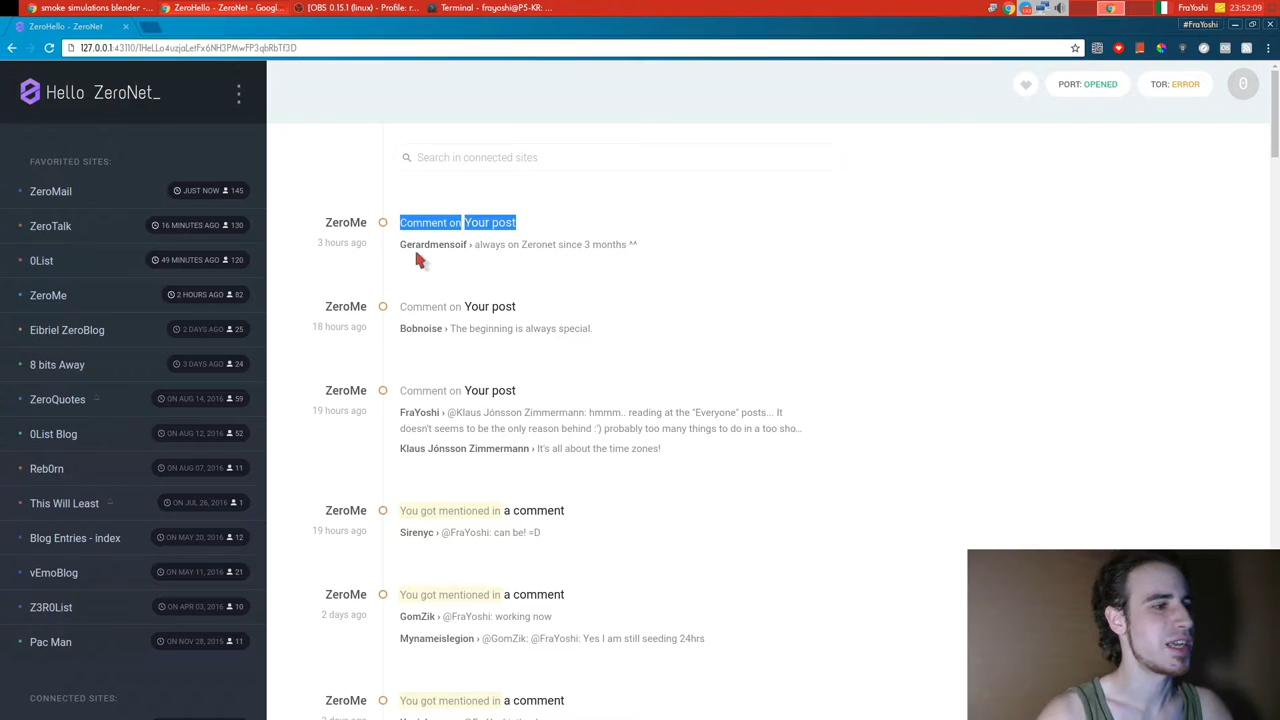 smoke simulations blender - ...
ZeroHello - ZeroNet - Googl...
[OBS 0.15.1 (linux) - Profile: r...
Terminal - frayoshi@P5-KR: ...
FraYoshi
23:52:09
ZeroHello - ZeroNet
#FraYoshi
127.0.0.1:43110/1HeLLo4uzjaLetFx6NH3PMwFP3qbRbTf3D
Hello ZeroNet_
PORT: OPENED
TOR: ERROR
0
FAVORITED SITES:
ZeroMail JUST NOW 145
ZeroTalk 16 MINUTES AGO 130
0List 49 MINUTES AGO 120
ZeroMe 2 HOURS AGO 82
Eibriel ZeroBlog 2 DAYS AGO 25
8 bits Away 3 DAYS AGO 24
ZeroQuotes ON AUG 14, 2016 59
0List Blog ON AUG 12, 2016 52
Reb0rn ON AUG 07, 2016 11
This Will Least ON JUL 26, 2016 1
Blog Entries - index ON MAY 20, 2016 12
vEmoBlog ON MAY 11, 2016 21
Z3R0List ON APR 03, 2016 10
Pac Man ON NOV 28, 2015 11
CONNECTED SITES:
Search in connected sites
ZeroMe Comment on Your post
3 hours ago Gerardmensoif › always on Zeronet since 3 months ^^
ZeroMe Comment on Your post
18 hours ago Bobnoise › The beginning is always special.
ZeroMe Comment on Your post
19 hours ago FraYoshi › @Klaus Jónsson Zimmermann: hmmm.. reading at the "Everyone" posts... It
doesn't seems to be the only reason behind :') probably too many things to do in a too sho...
Klaus Jónsson Zimmermann › It's all about the time zones!
ZeroMe You got mentioned in a comment
19 hours ago Sirenyc › @FraYoshi: can be! =D
ZeroMe You got mentioned in a comment
2 days ago GomZik › @FraYoshi: working now
Mynameislegion › @GomZik: @FraYoshi: Yes I am still seeding 24hrs
ZeroMe You got mentioned in a comment